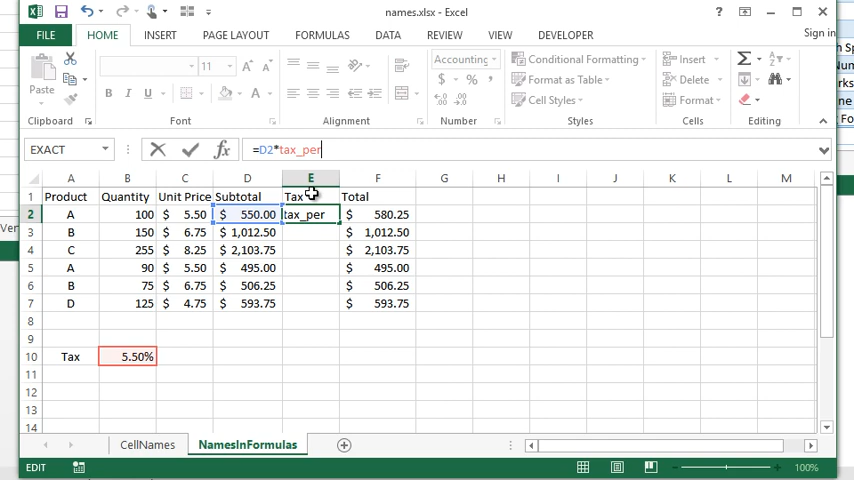 names.xlsx - Excel
Sign in
FILE HOME INSERT PAGE LAYOUT FORMULAS DATA REVIEW VIEW DEVELOPER
11 Accounting Conditional Formatting Insert
Paste $ % Format as Table Delete
Cell Styles Format
Clipboard Font Alignment Number Styles Cells Editing
EXACT =D2*tax_per
A B C D E F G H I J K L M
1 Product Quantity Unit Price Subtotal Tax Total
2 A 100 $ 5.50 $ 550.00 tax_per $ 580.25
3 B 150 $ 6.75 $ 1,012.50 $ 1,012.50
4 C 255 $ 8.25 $ 2,103.75 $ 2,103.75
5 A 90 $ 5.50 $ 495.00 $ 495.00
6 B 75 $ 6.75 $ 506.25 $ 506.25
7 D 125 $ 4.75 $ 593.75 $ 593.75
8
9
10 Tax 5.50%
11
12
13
14
CellNames NamesInFormulas
EDIT 100%